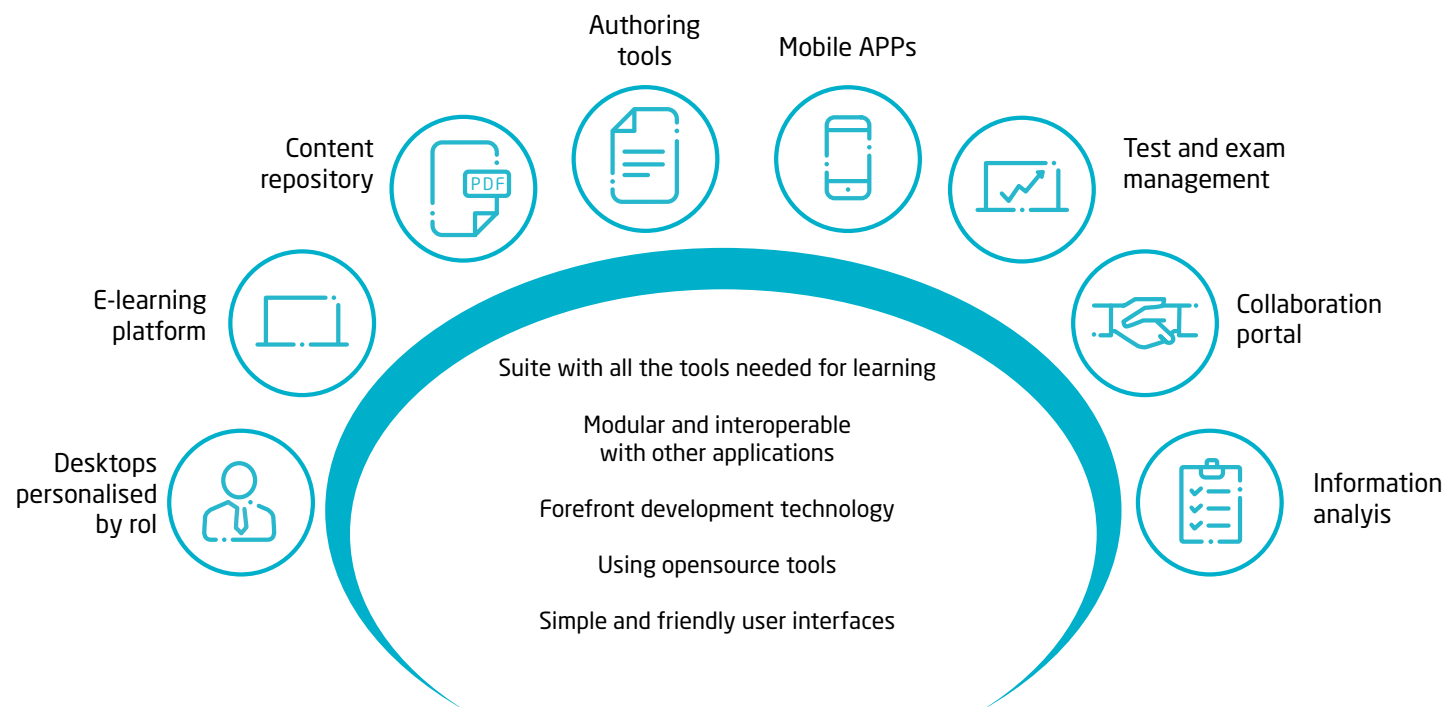 Authoring
tools
Mobile APPs
Content
repository
PDF
Test and exam
management
E-learning
platform
Collaboration
portal
Desktops
personalised
by rol
Information
analyis
Suite with all the tools needed for learning
Modular and interoperable
with other applications
Forefront development technology
Using opensource tools
Simple and friendly user interfaces